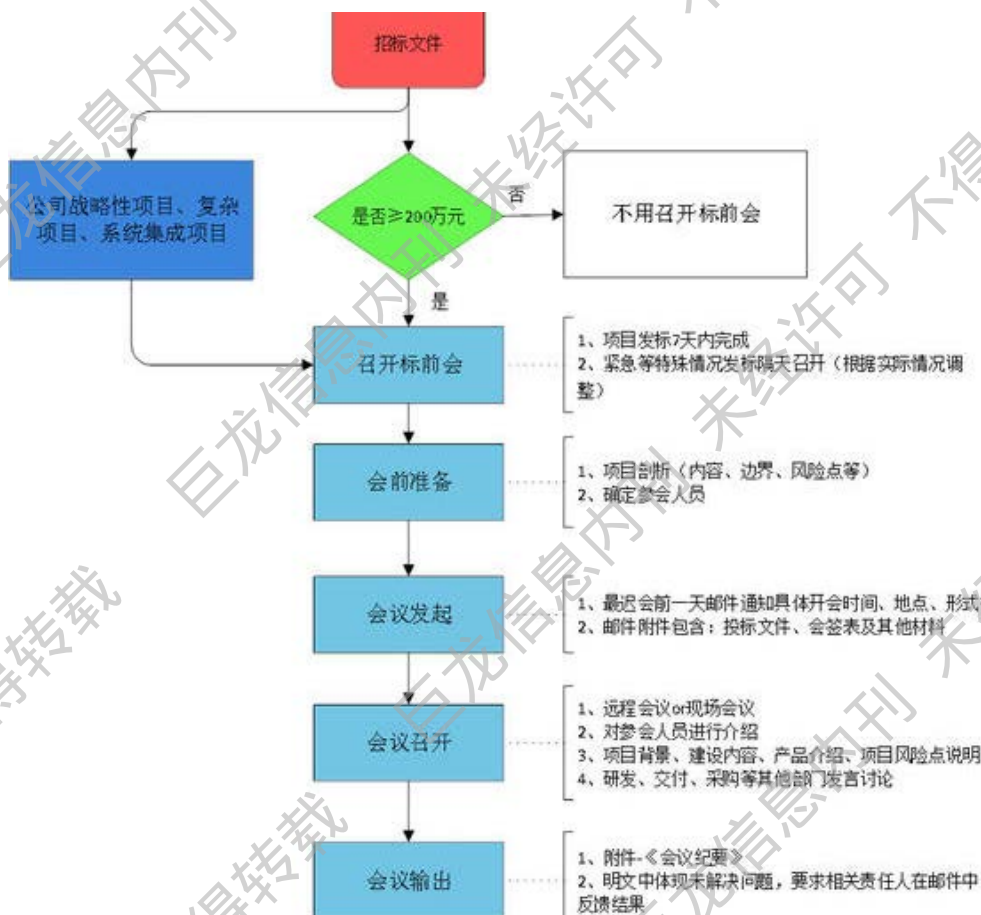 招标文件
公司战略性项目、复杂
项目、系统集成项目
是否≥200万元
否
不用召开标前会
是
召开标前会
1、项目发标7天内完成
2、紧急等特殊情况发标隔天召开（根据实际情况调
整）
会前准备
1、项目剖析（内容、边界、风险点等）
2、确定参会人员
会议发起
1、最迟会前一天邮件通知具体开会时间、地点、形式
2、邮件附件包含：投标文件、会签表及其他材料
会议召开
1、远程会议or现场会议
2、对参会人员进行介绍
3、项目背景、建设内容、产品介绍、项目风险点说明
4、研发、交付、采购等其他部门发言讨论
会议输出
1、附件-《会议纪要》
2、明文中体现未解决问题，要求相关责任人在邮件中
反馈结果
巨龙信息内刊 未经许可 不得转载